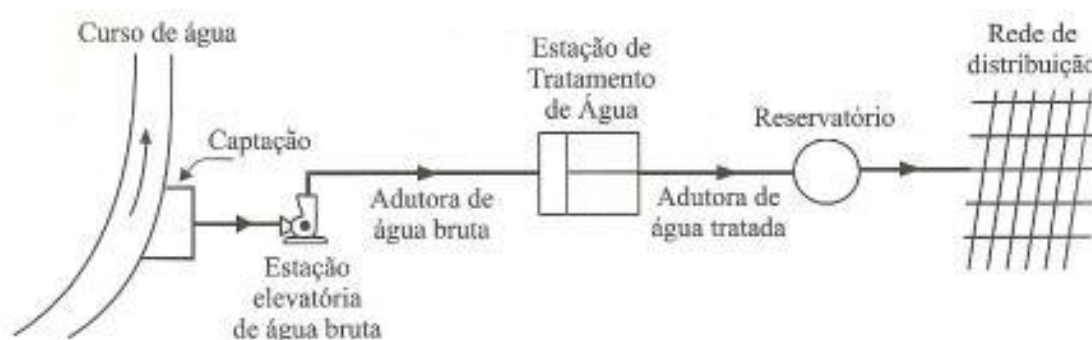 Curso de água
Captação
Estação
elevatória
de água bruta
Adutora de
água bruta
Estação de
Tratamento
de Água
Adutora de
água tratada
Reservatório
Rede de
distribuição